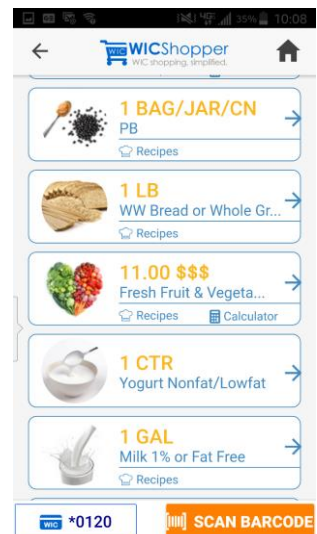 35% 10:08
WIC WICShopper
WIC shopping, simplified.
1 BAG/JAR/CN
PB
Recipes
1 LB
WW Bread or Whole Gr...
Recipes
11.00 $$$
Fresh Fruit & Vegeta...
Recipes Calculator
1 CTR
Yogurt Nonfat/Lowfat
1 GAL
Milk 1% or Fat Free
Recipes
WIC *0120 SCAN BARCODE